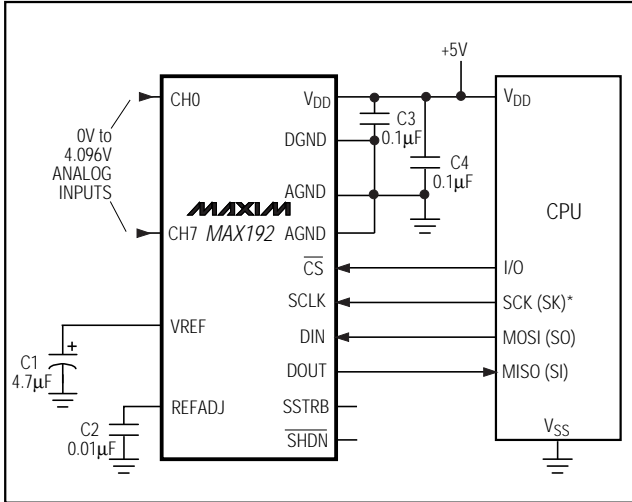 +5V
CH0
VDD
VDD
C3
0.1µF
0V to
4.096V
ANALOG
INPUTS
DGND
C4
0.1µF
AGND
CPU
MAXIM
MAX192
CH7
AGND
CS
I/O
SCLK
SCK (SK)*
VREF
DIN
MOSI (SO)
+
C1
4.7µF
DOUT
MISO (SI)
REFADJ
SSTRB
C2
0.01µF
SHDN
VSS